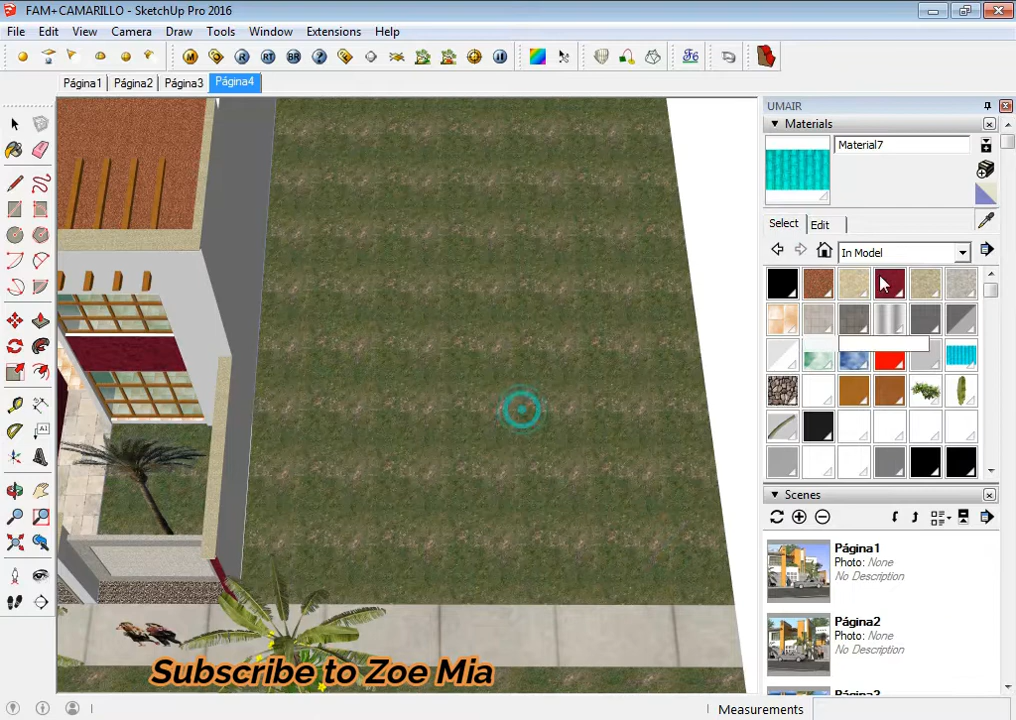 FAM+CAMARILLO - SketchUp Pro 2016
File Edit View Camera Draw Tools Window Extensions Help
M R RT BR
Página1 Página2 Página3 Página4
UMAIR
Materials
Material7
Select Edit
In Model
Scenes
Página1
Photo: None
No Description
Página2
Photo: None
No Description
Subscribe to Zoe Mia
Measurements